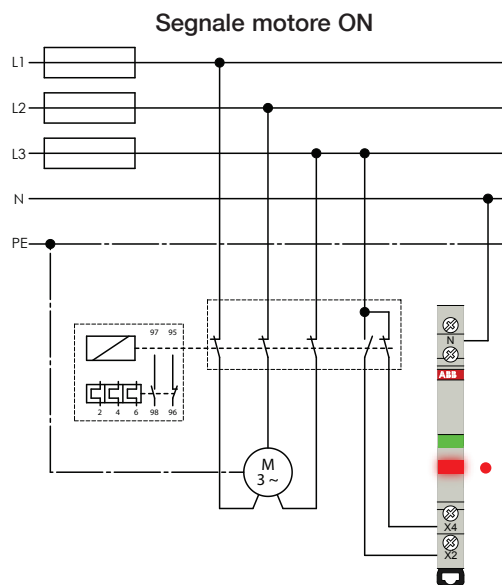 Segnale motore ON
L1
L2
L3
N
PE
97 95
N
ABB
2 4 6 98 96
M
3 ~
X4
X2